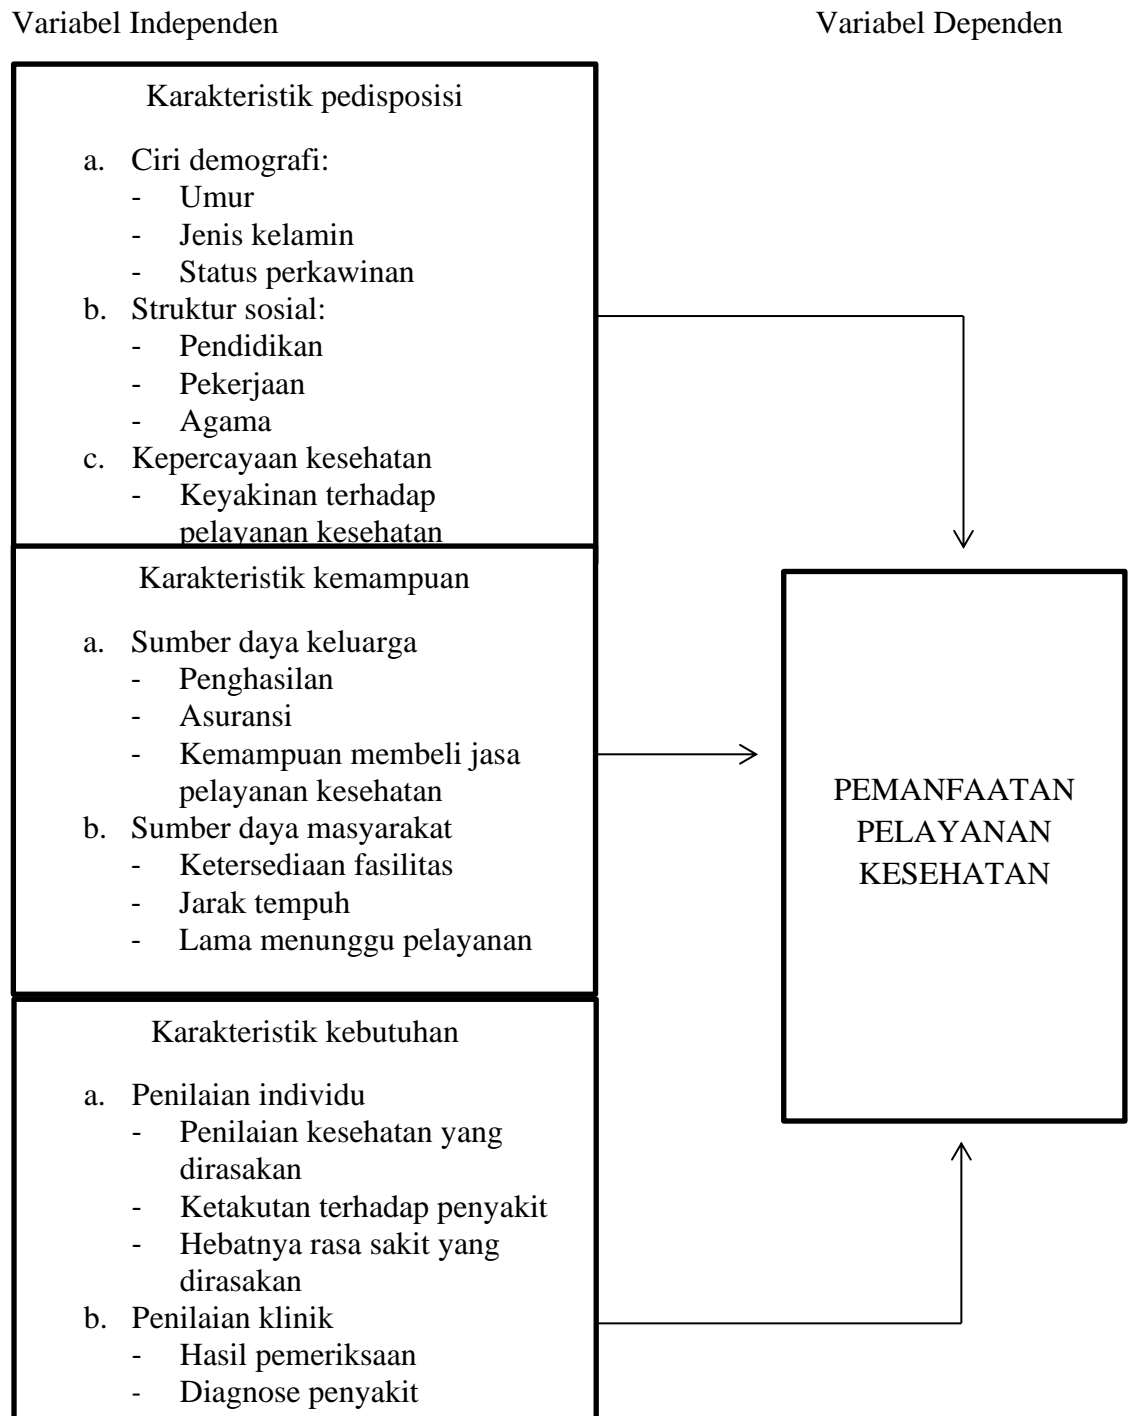 Variabel Independen
Variabel Dependen
Karakteristik pedisposisi
a. Ciri demografi:
- Umur
- Jenis kelamin
- Status perkawinan
b. Struktur sosial:
- Pendidikan
- Pekerjaan
- Agama
c. Kepercayaan kesehatan
- Keyakinan terhadap
pelayanan kesehatan
Karakteristik kemampuan
a. Sumber daya keluarga
- Penghasilan
- Asuransi
- Kemampuan membeli jasa
pelayanan kesehatan
b. Sumber daya masyarakat
- Ketersediaan fasilitas
- Jarak tempuh
- Lama menunggu pelayanan
Karakteristik kebutuhan
a. Penilaian individu
- Penilaian kesehatan yang
dirasakan
- Ketakutan terhadap penyakit
- Hebatnya rasa sakit yang
dirasakan
b. Penilaian klinik
- Hasil pemeriksaan
- Diagnose penyakit
PEMANFAATAN
PELAYANAN
KESEHATAN